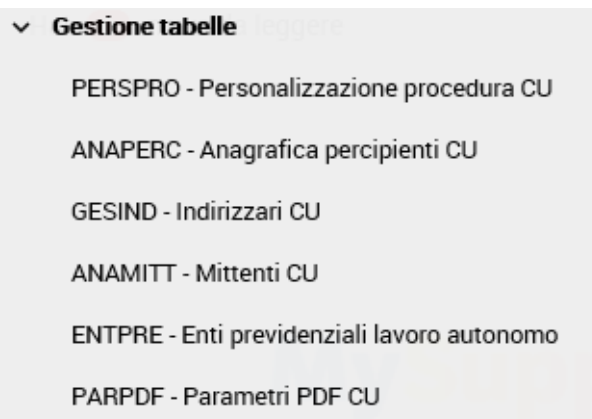 Gestione tabelle
PERSPRO - Personalizzazione procedura CU
ANAPERC - Anagrafica percipienti CU
GESIND - Indirizzari CU
ANAMITT - Mittenti CU
ENTPRE - Enti previdenziali lavoro autonomo
PARPDF - Parametri PDF CU